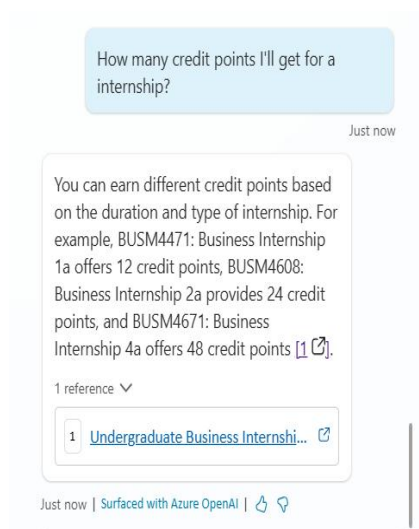 How many credit points I'll get for a
internship?
Just now
You can earn different credit points based
on the duration and type of internship. For
example, BUSM4471: Business Internship
1a offers 12 credit points, BUSM4608:
Business Internship 2a provides 24 credit
points, and BUSM4671: Business
Internship 4a offers 48 credit points [1].
1 reference
1 Undergraduate Business Internshi...
Just now | Surfaced with Azure OpenAI |